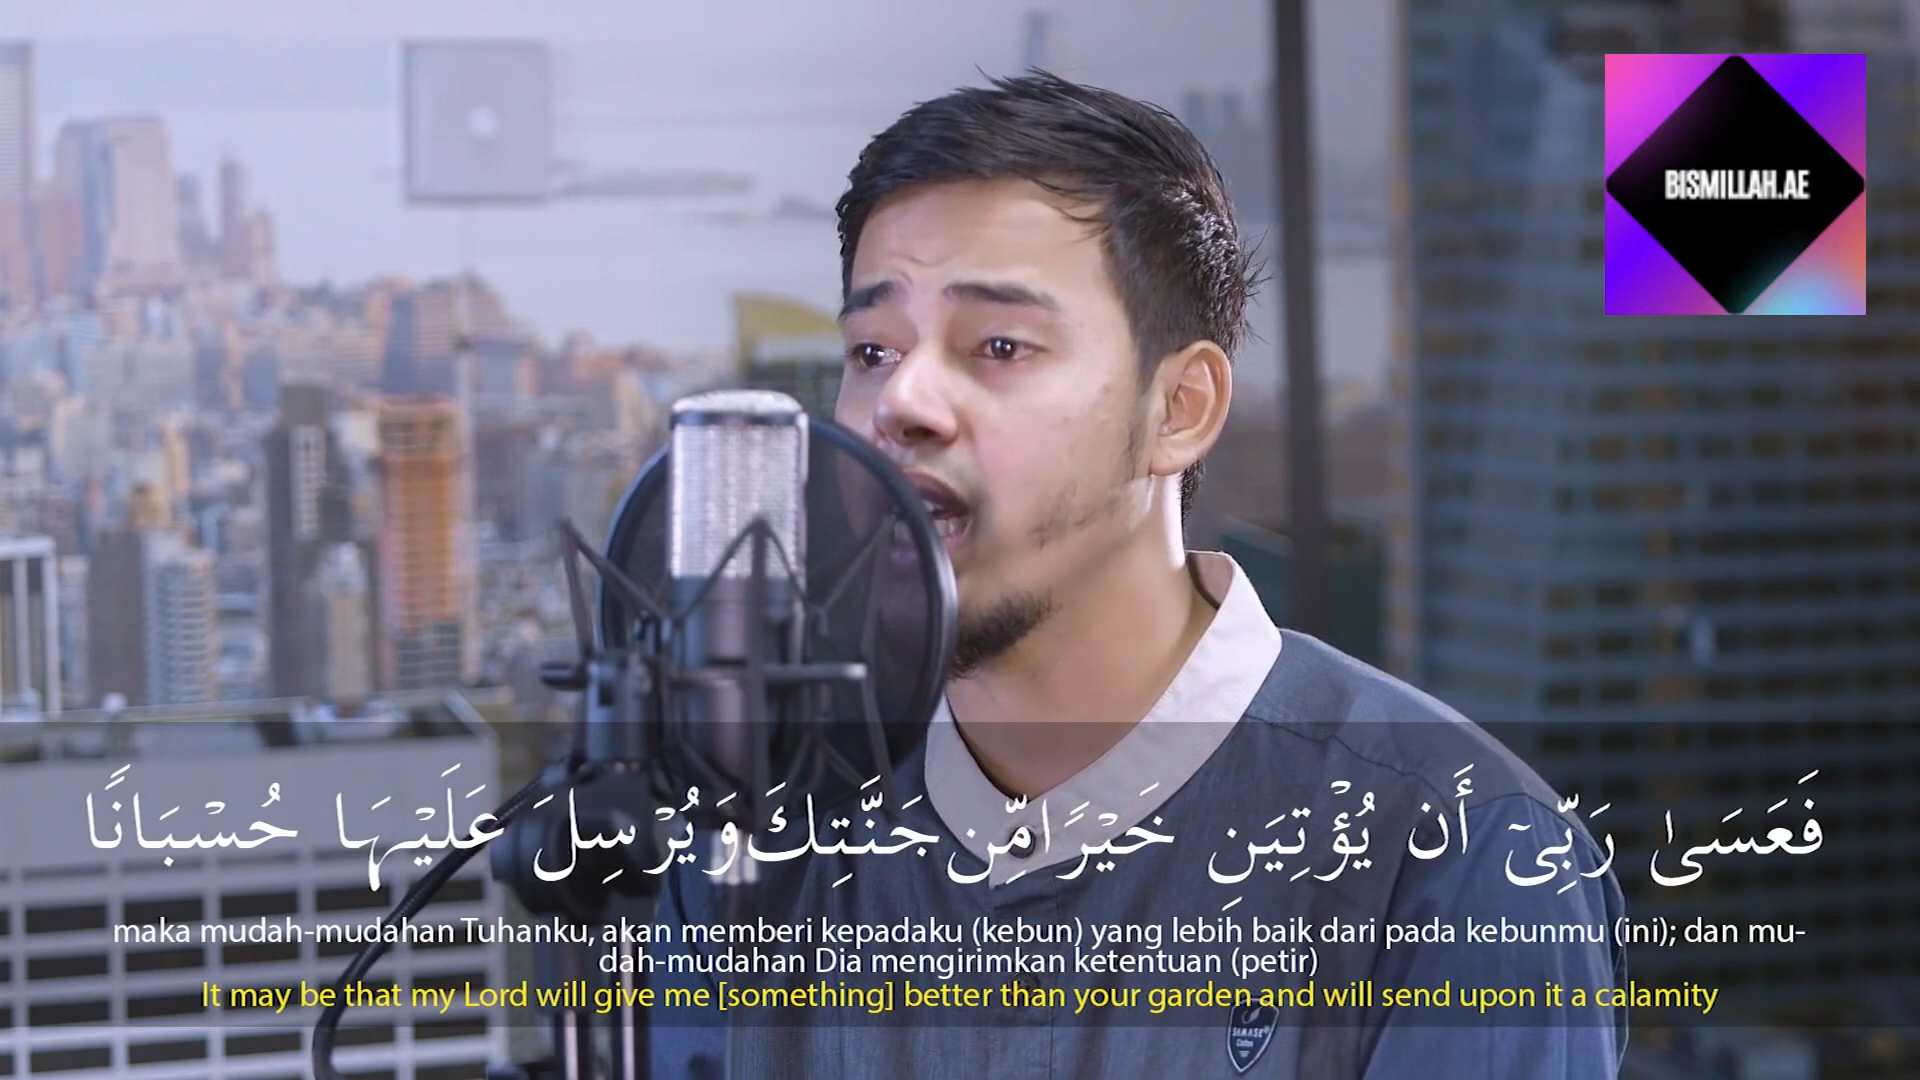 BISMILLAH.AE
فَعَسَىٰ رَبِّىٓ أَن يُؤْتِيَنِ خَيْرًا مِّن جَنَّتِكَ وَيُرْسِلَ عَلَيْهَا حُسْبَانًا
maka mudah-mudahan Tuhanku, akan memberi kepadaku (kebun) yang lebih baik dari pada kebunmu (ini); dan mu-
dah-mudahan Dia mengirimkan ketentuan (petir)
It may be that my Lord will give me [something] better than your garden and will send upon it a calamity
SAMASE